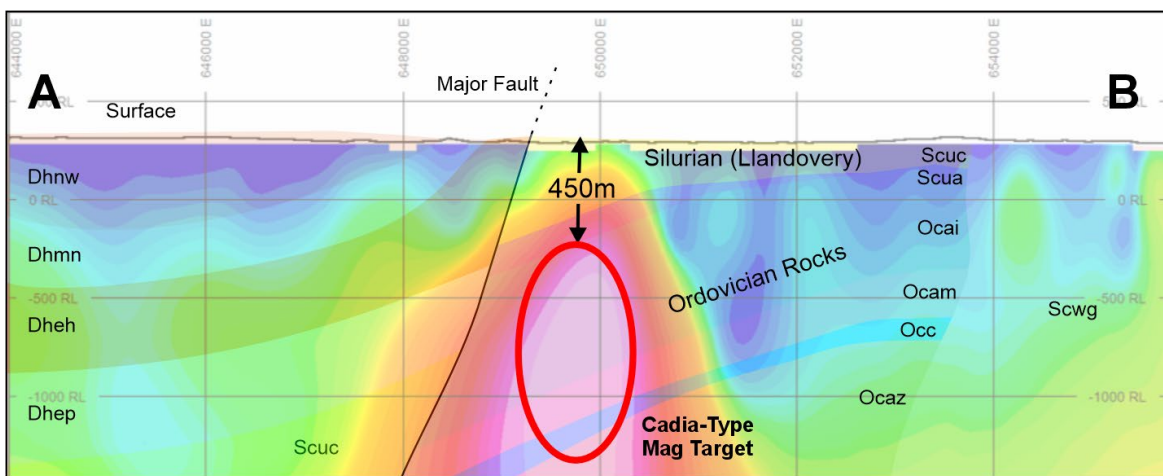 644000 E
646000 E
648000 E
650000 E
652000 E
654000 E
A
B
Major Fault
Surface
Silurian (Llandovery)
Scuc
Scua
Dhnw
450m
0 RL
0 RL
Ocai
Dhmn
Ordovician Rocks
-500 RL
Ocam
-500 RL
Scwg
Dheh
Occ
-1000 RL
Ocaz
-1000 RL
Dhep
Cadia-Type
Mag Target
Scuc